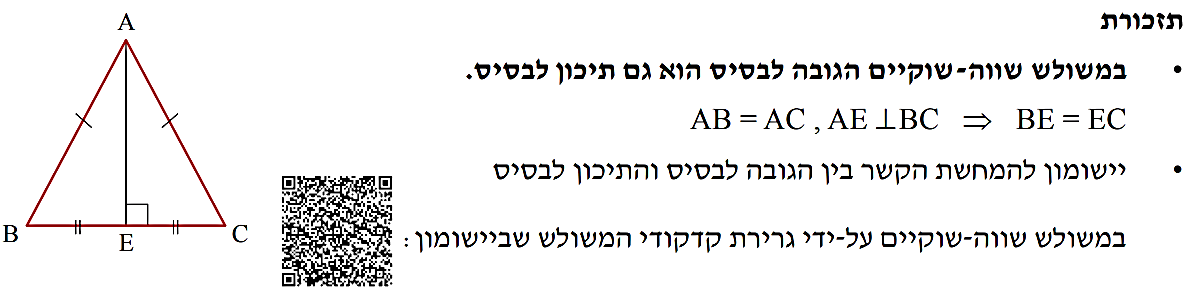 תזכורת
• במשולש שווה-שוקיים הגובה לבסיס הוא גם תיכון לבסיס.
AB = AC , AE ⊥BC ⇒ BE = EC
• יישומון להמחשת הקשר בין הגובה לבסיס והתיכון לבסיס
במשולש שווה-שוקיים על-ידי גרירת קדקודי המשולש שביישומון:
A
B
E
C